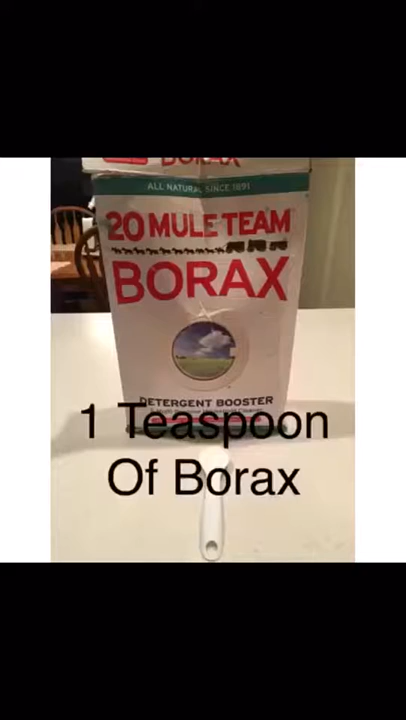 BORAX
ALL NATURAL SINCE 1891
20 MULE TEAM
BORAX
DETERGENT BOOSTER
1 Teaspoon
Of Borax